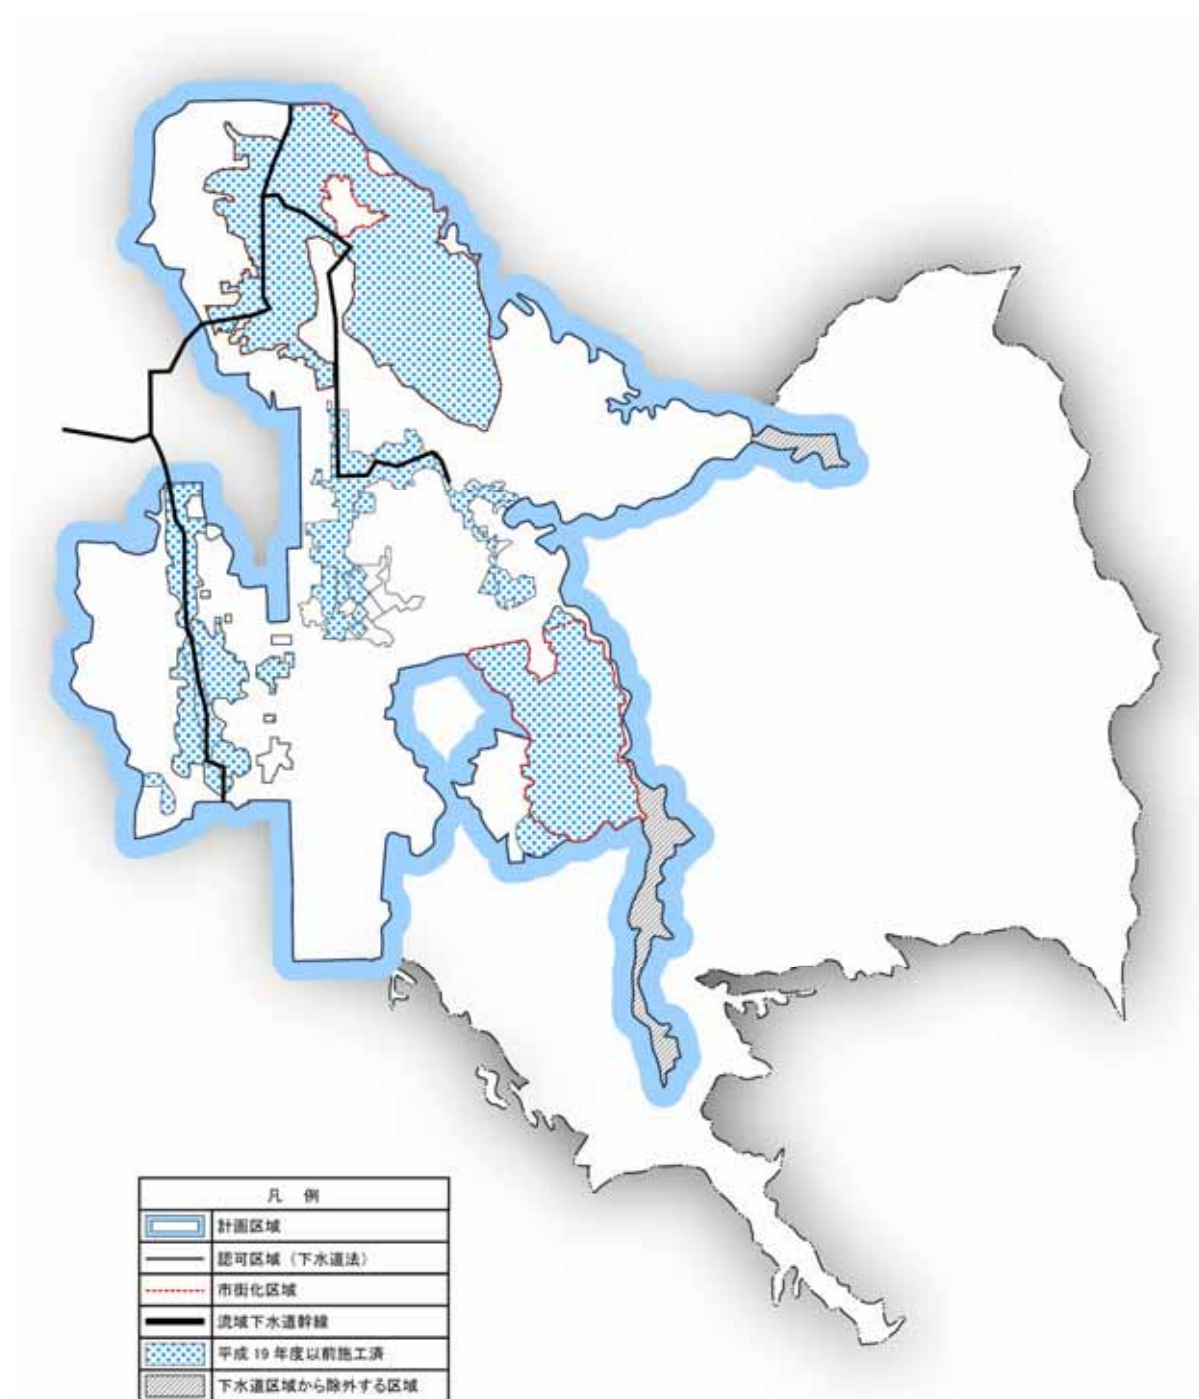 凡 例
計画区域
認可区域（下水道法）
市街化区域
流域下水道幹線
平成 19 年度以前施工済
下水道区域から除外する区域